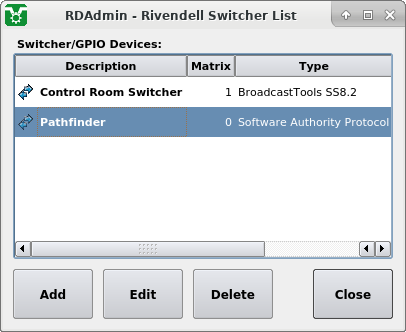 RDAdmin - Rivendell Switcher List
Switcher/GPIO Devices:
Description Matrix Type
Control Room Switcher 1 BroadcastTools SS8.2
Pathfinder 0 Software Authority Protocol
Add Edit Delete Close